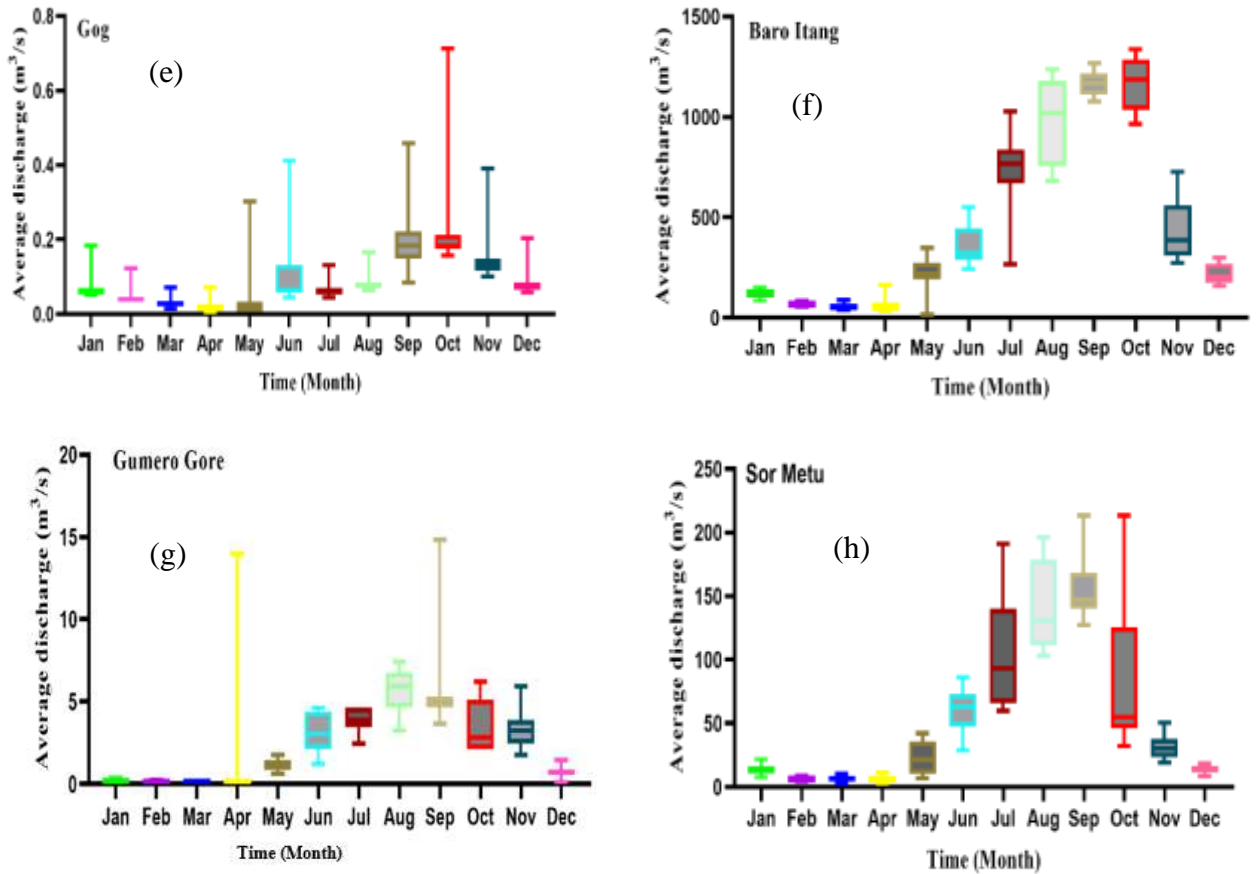 Gog
(e)
Average discharge (m³/s)
0.8
0.6
0.4
0.2
0.0
Jan Feb Mar Apr May Jun Jul Aug Sep Oct Nov Dec
Time (Month)
Baro Itang
(f)
Average discharge (m³/s)
1500
1000
500
0
Jan Feb Mar Apr May Jun Jul Aug Sep Oct Nov Dec
Time (Month)
Gumero Gore
(g)
Average discharge (m³/s)
20
15
10
5
0
Jan Feb Mar Apr May Jun Jul Aug Sep Oct Nov Dec
Time (Month)
Sor Metu
(h)
Average discharge (m³/s)
250
200
150
100
50
0
Jan Feb Mar Apr May Jun Jul Aug Sep Oct Nov Dec
Time (Month)